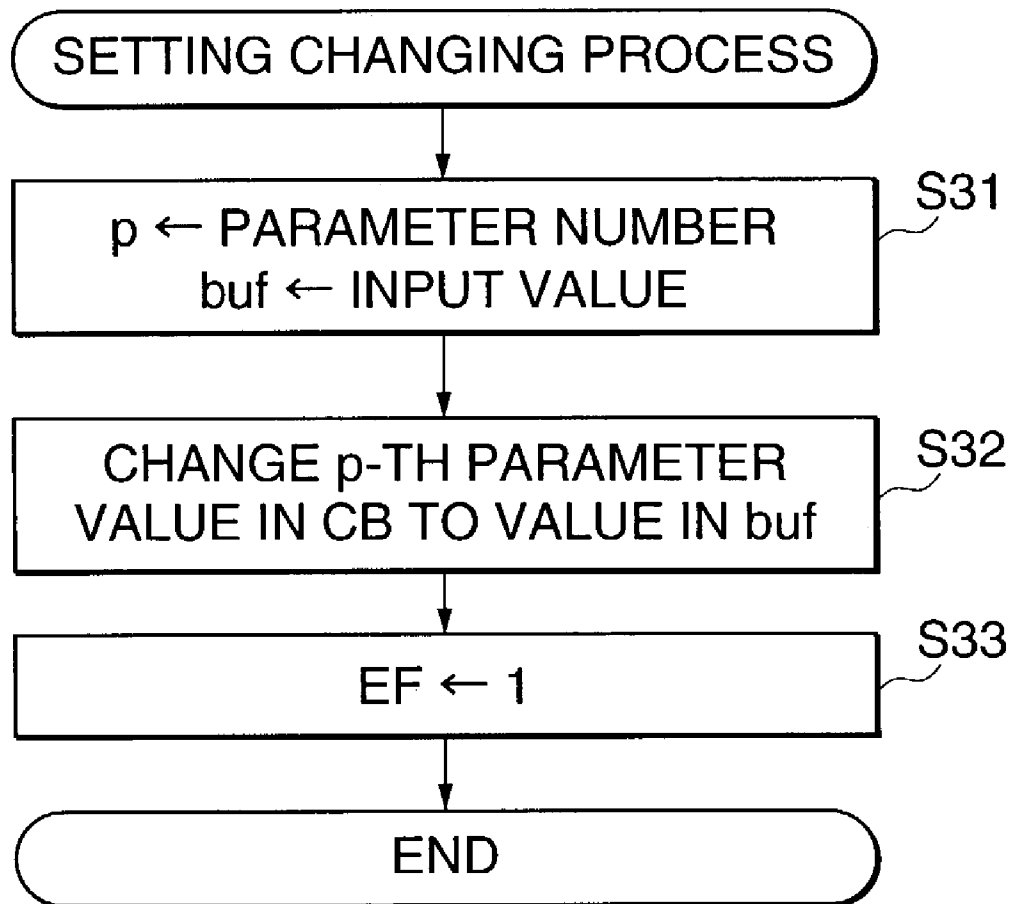 SETTING CHANGING PROCESS
p ← PARAMETER NUMBER
buf ← INPUT VALUE
S31
CHANGE p-TH PARAMETER
VALUE IN CB TO VALUE IN buf
S32
EF ← 1
S33
END